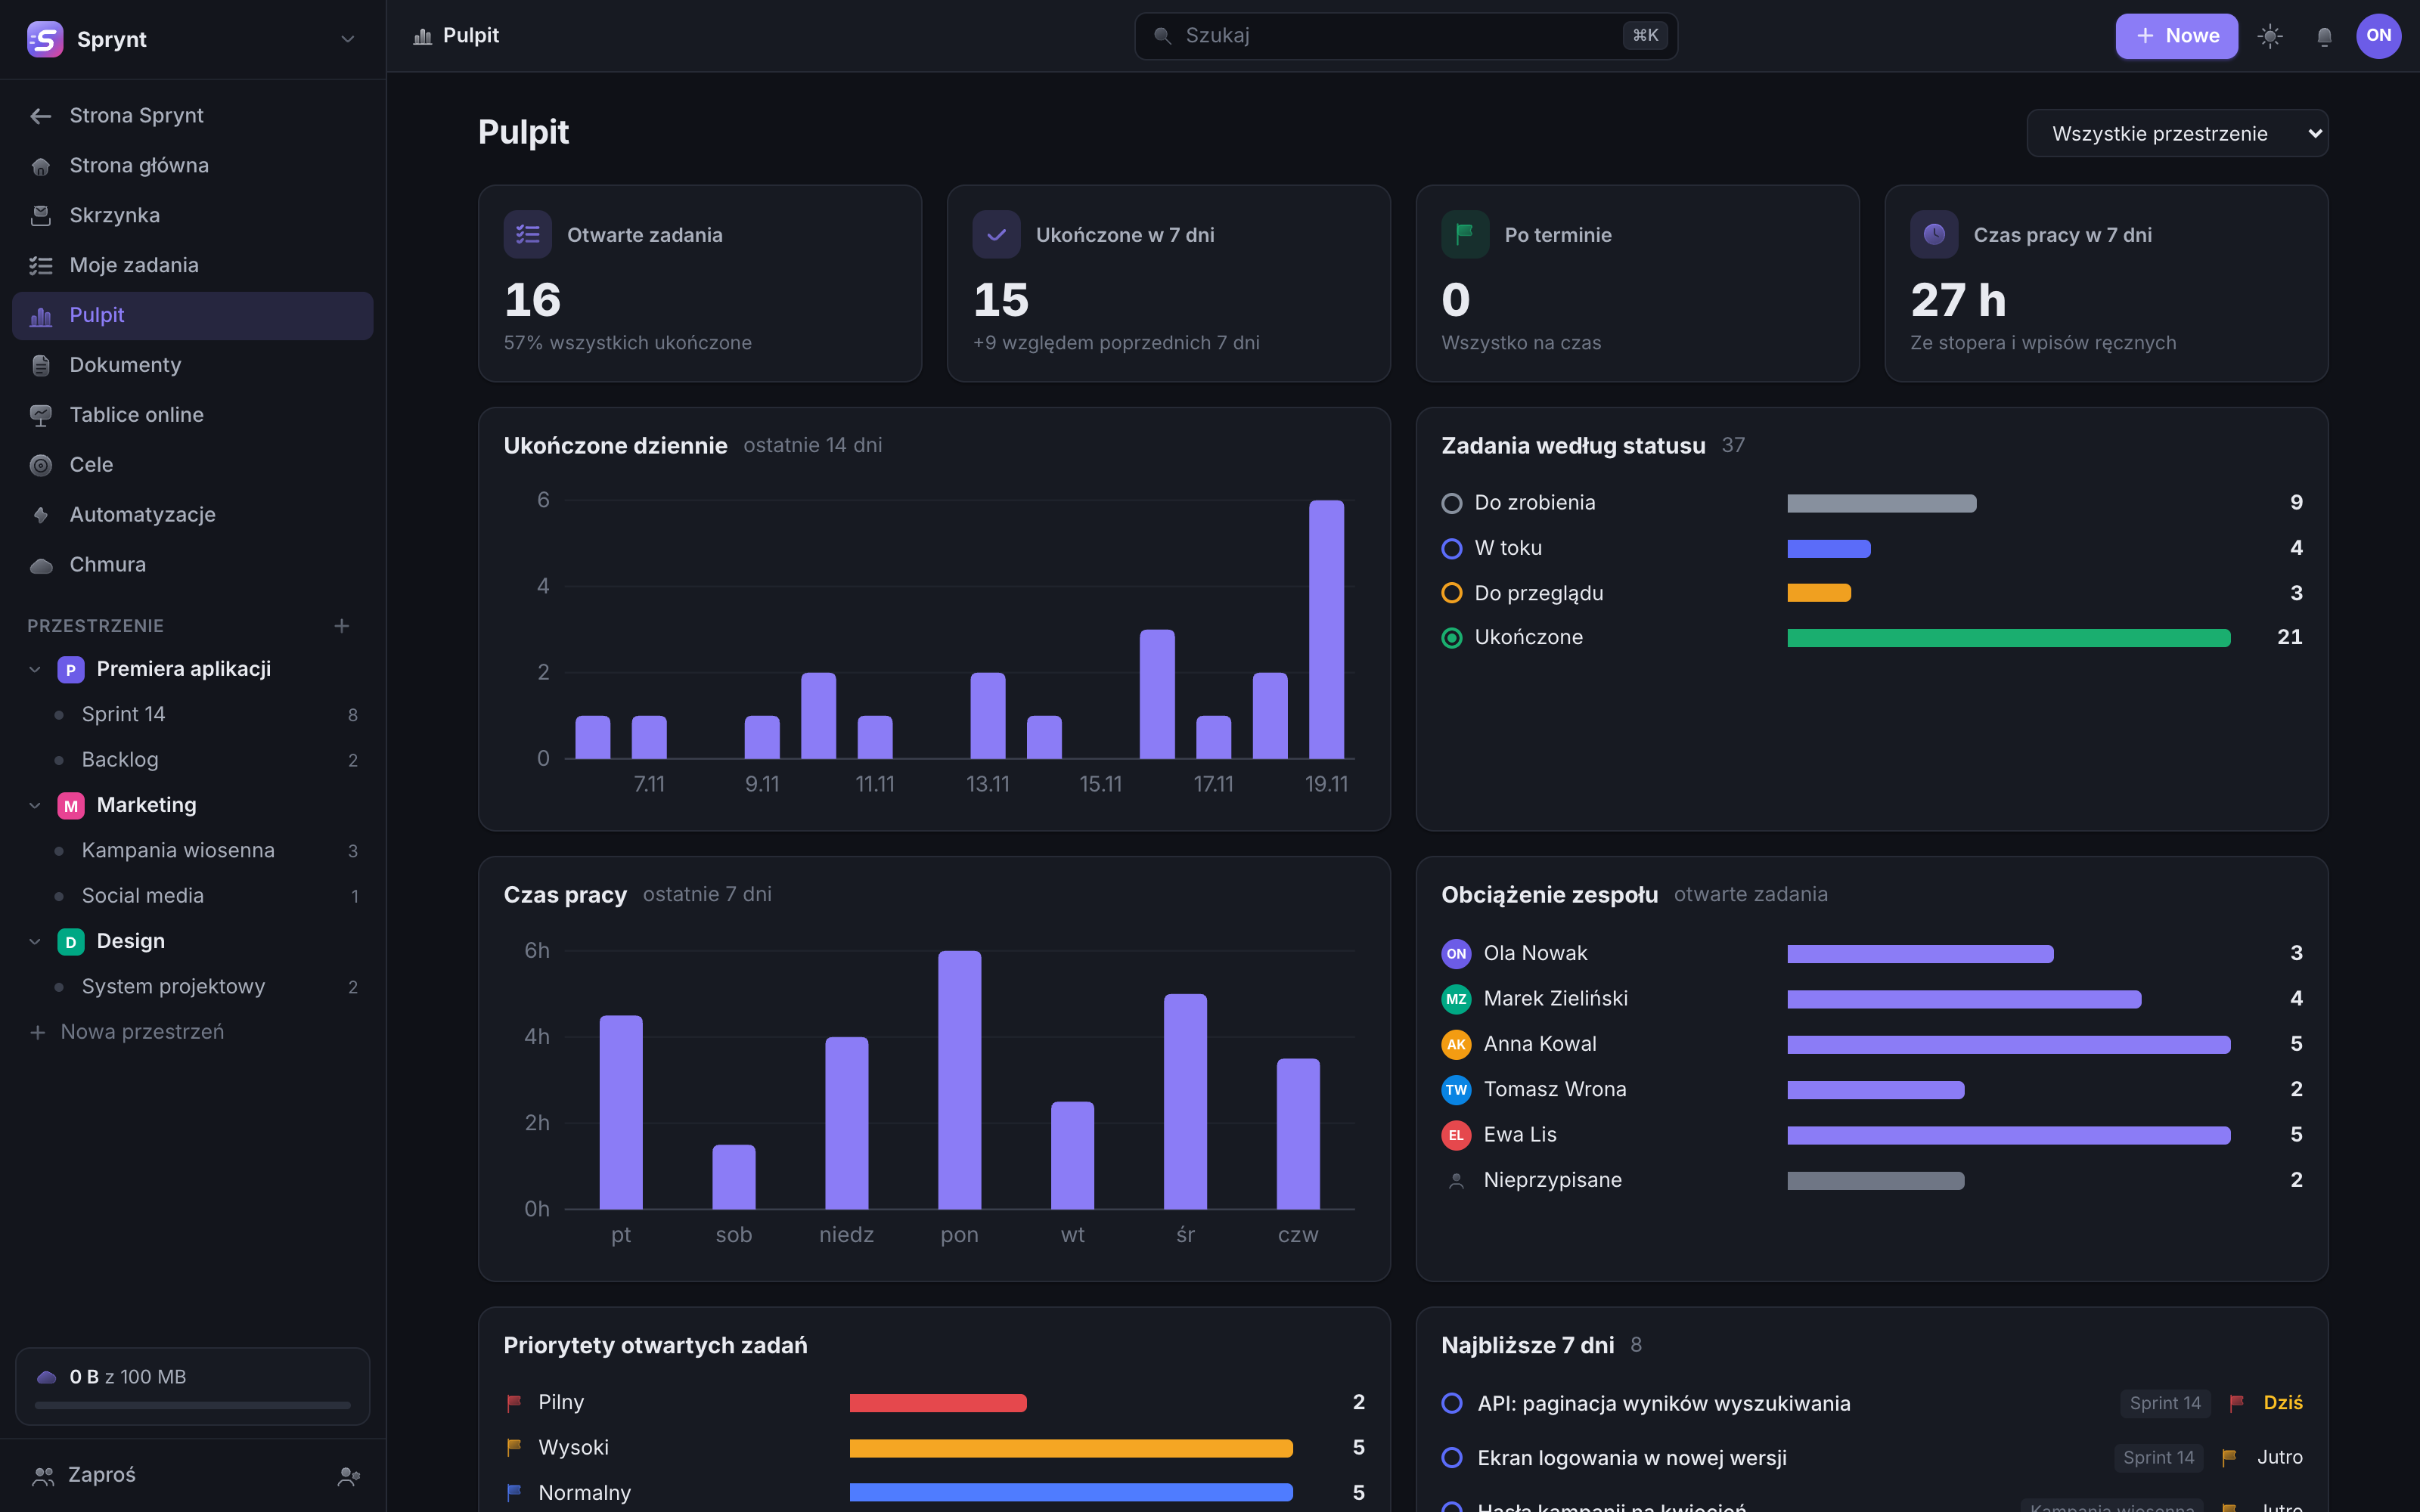 Sprynt
Strona Sprynt
Strona główna
Skrzynka
Moje zadania
Pulpit
Dokumenty
Tablice online
Cele
Automatyzacje
Chmura
PRZESTRZENIE
P Premiera aplikacji
Sprint 14 8
Backlog 2
M Marketing
Kampania wiosenna 3
Social media 1
D Design
System projektowy 2
Nowa przestrzeń
0 B z 100 MB
Zaproś
Pulpit
Szukaj ⌘K
+ Nowe
ON
Pulpit
Wszystkie przestrzenie
Otwarte zadania
16
57% wszystkich ukończone
Ukończone w 7 dni
15
+9 względem poprzednich 7 dni
Po terminie
0
Wszystko na czas
Czas pracy w 7 dni
27 h
Ze stopera i wpisów ręcznych
Ukończone dziennie ostatnie 14 dni
6
4
2
0
7.11 9.11 11.11 13.11 15.11 17.11 19.11
Zadania według statusu 37
Do zrobienia 9
W toku 4
Do przeglądu 3
Ukończone 21
Czas pracy ostatnie 7 dni
6h
4h
2h
0h
pt sob niedz pon wt śr czw
Obciążenie zespołu otwarte zadania
ON Ola Nowak 3
MZ Marek Zieliński 4
AK Anna Kowal 5
TW Tomasz Wrona 2
EL Ewa Lis 5
Nieprzypisane 2
Priorytety otwartych zadań
Pilny 2
Wysoki 5
Normalny 5
Najbliższe 7 dni 8
API: paginacja wyników wyszukiwania Sprint 14 Dziś
Ekran logowania w nowej wersji Sprint 14 Jutro
Hasła kampanii na kwiecień Kampania wiosenna Jutro